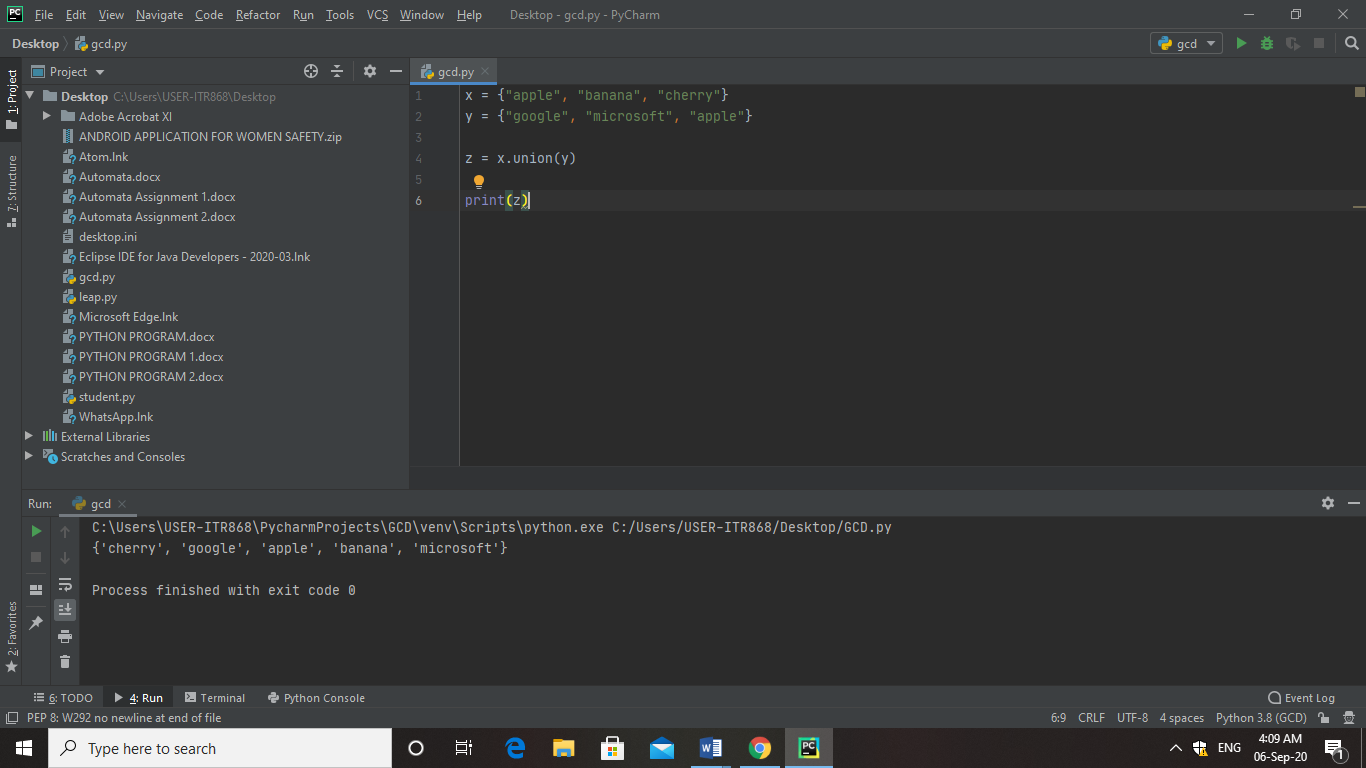 File Edit View Navigate Code Refactor Run Tools VCS Window Help Desktop - gcd.py - PyCharm
Desktop gcd.py gcd
1: Project
7: Structure
2: Favorites
Project
Desktop C:\Users\USER-ITR868\Desktop
Adobe Acrobat XI
ANDROID APPLICATION FOR WOMEN SAFETY.zip
Atom.lnk
Automata.docx
Automata Assignment 1.docx
Automata Assignment 2.docx
desktop.ini
Eclipse IDE for Java Developers - 2020-03.lnk
gcd.py
leap.py
Microsoft Edge.lnk
PYTHON PROGRAM.docx
PYTHON PROGRAM 1.docx
PYTHON PROGRAM 2.docx
student.py
WhatsApp.lnk
External Libraries
Scratches and Consoles
gcd.py
1 x = {"apple", "banana", "cherry"}
2 y = {"google", "microsoft", "apple"}
3
4 z = x.union(y)
5
6 print(z)
Run: gcd
C:\Users\USER-ITR868\PycharmProjects\GCD\venv\Scripts\python.exe C:/Users/USER-ITR868/Desktop/GCD.py
{'cherry', 'google', 'apple', 'banana', 'microsoft'}
Process finished with exit code 0
6: TODO 4: Run Terminal Python Console Event Log
PEP 8: W292 no newline at end of file 6:9 CRLF UTF-8 4 spaces Python 3.8 (GCD)
Type here to search ENG 4:09 AM
06-Sep-20 1